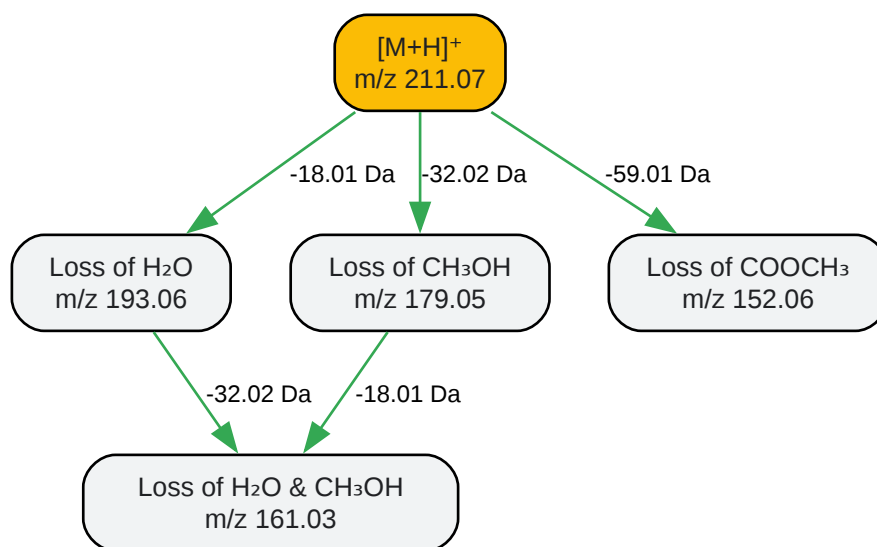 [M+H]⁺
m/z 211.07
-18.01 Da
-32.02 Da
-59.01 Da
Loss of H₂O
m/z 193.06
Loss of CH₃OH
m/z 179.05
Loss of COOCH₃
m/z 152.06
-32.02 Da
-18.01 Da
Loss of H₂O & CH₃OH
m/z 161.03